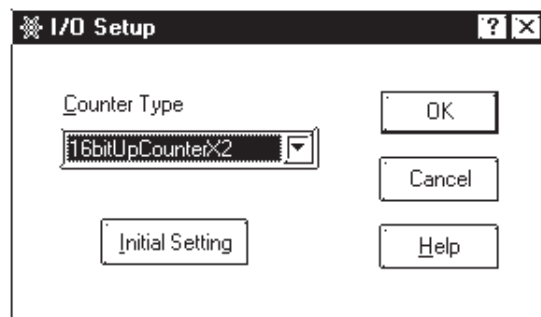 I/O Setup
Counter Type
16bitUpCounterX2
Initial Setting
OK
Cancel
Help